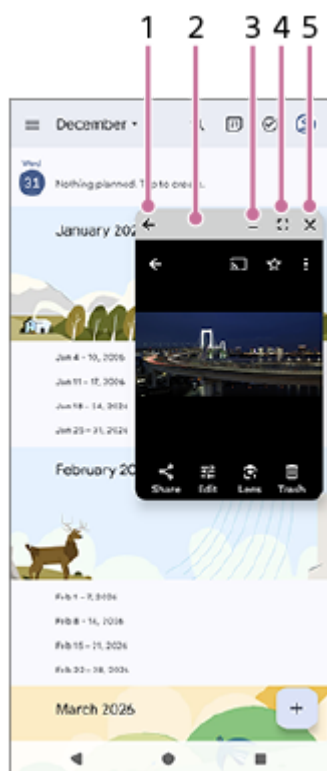 1 2 3 4 5
December
Wed
31
Nothing planned. Tap to create.
January 202
Jan 4 – 10, 2026
Jan 11 – 17, 2026
Jan 18 – 24, 2026
Jan 25 – 31, 2026
Share Edit Lens Trash
February 20
Feb 1 – 7, 2026
Feb 8 – 14, 2026
Feb 15 – 21, 2026
Feb 22 – 28, 2026
March 2026